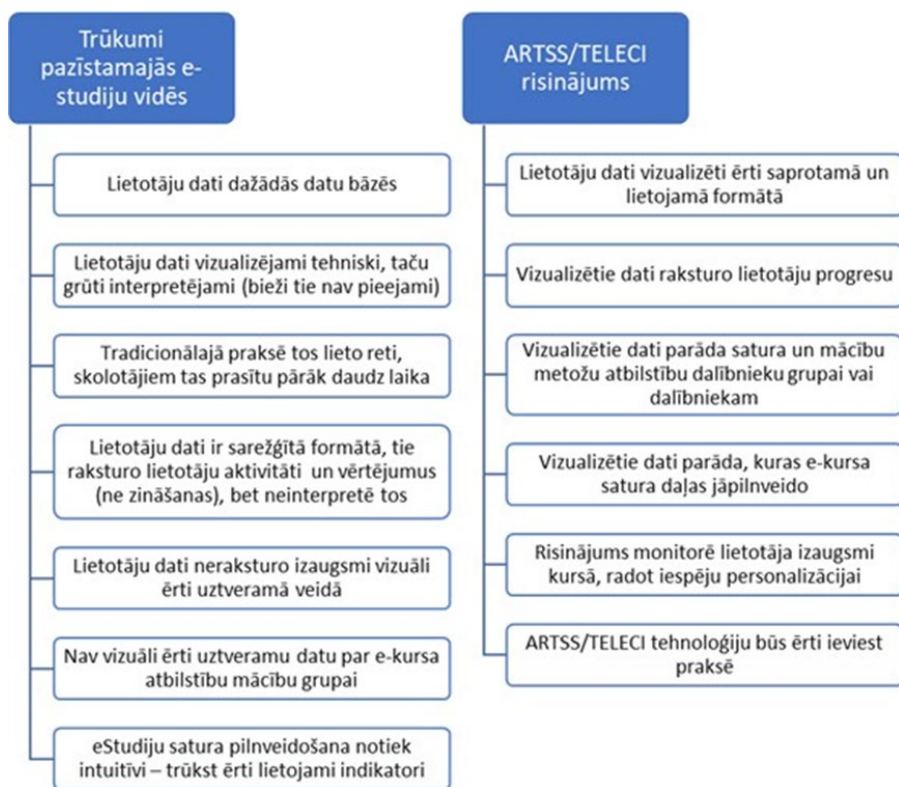 Trūkumi
pazīstamajās e-
studiju vidēs
Lietotāju dati dažādās datu bāzēs
Lietotāju dati vizualizējami tehniski, taču
grūti interpretējami (bieži tie nav pieejami)
Tradicionālajā praksē tos lieto reti,
skolotājiem tas prasītu pārāk daudz laika
Lietotāju dati ir sarežģītā formātā, tie
raksturo lietotāju aktivitāti un vērtējumus
(ne zināšanas), bet neinterpretē tos
Lietotāju dati neraksturo izaugsmi vizuāli
ērti uztveramā veidā
Nav vizuāli ērti uztveramu datu par e-kursa
atbilstību mācību grupai
eStudiju satura pilnveidošana notiek
intuitīvi – trūkst ērti lietojami indikatori
ARTSS/TELECI
risinājums
Lietotāju dati vizualizēti ērti saprotamā un
lietojamā formātā
Vizualizētie dati raksturo lietotāju progresu
Vizualizētie dati parāda satura un mācību
metožu atbilstību dalībnieku grupai vai
dalībniekam
Vizualizētie dati parāda, kuras e-kursa
satura daļas jāpilnveido
Risinājums monitorē lietotāja izaugsmi
kursā, radot iespēju personalizācijai
ARTSS/TELECI tehnoloģiju būs ērti ieviest
praksē